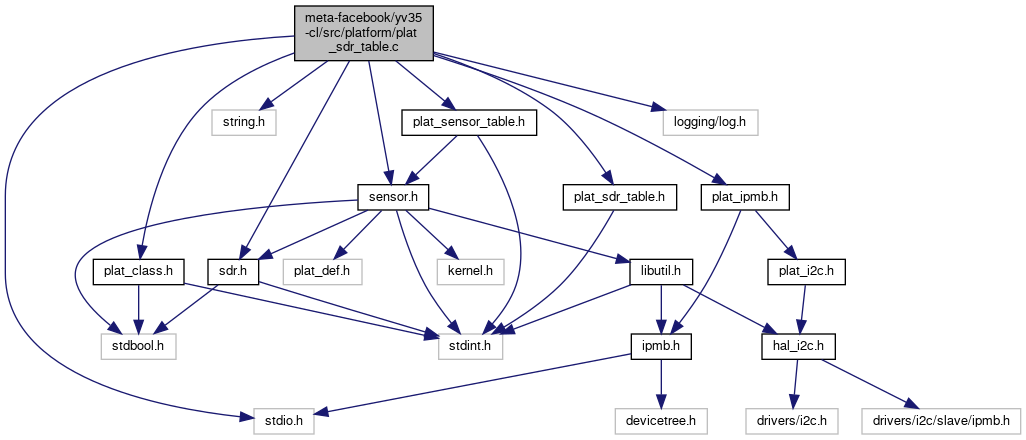 meta-facebook/yv35
-cl/src/platform/plat
_sdr_table.c
string.h
plat_sensor_table.h
logging/log.h
sensor.h
plat_sdr_table.h
plat_ipmb.h
plat_class.h
sdr.h
plat_def.h
kernel.h
libutil.h
plat_i2c.h
stdbool.h
stdint.h
ipmb.h
hal_i2c.h
stdio.h
devicetree.h
drivers/i2c.h
drivers/i2c/slave/ipmb.h